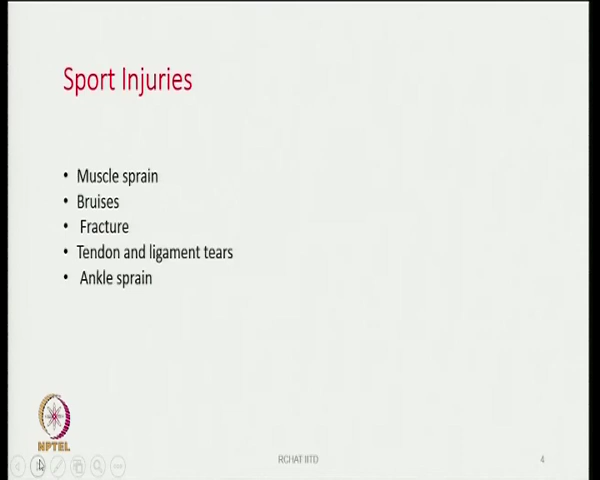 Sport Injuries
• Muscle sprain
• Bruises
• Fracture
• Tendon and ligament tears
• Ankle sprain
NPTEL
RCHAT IITD
4